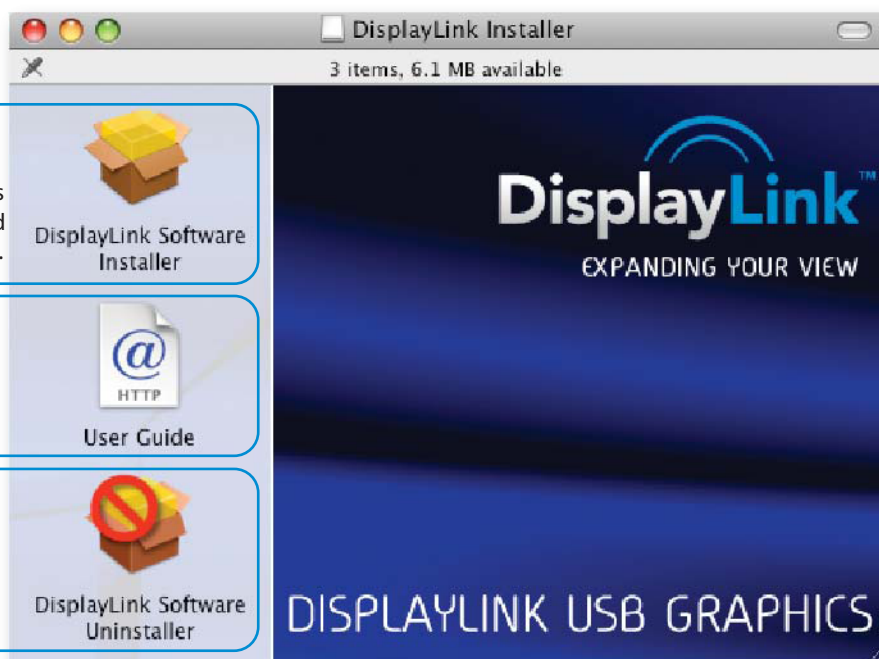 DisplayLink Installer
3 items, 6.1 MB available
DisplayLink Software
Installer
@
HTTP
User Guide
DisplayLink Software
Uninstaller
DisplayLink™
EXPANDING YOUR VIEW
DISPLAYLINK USB GRAPHICS